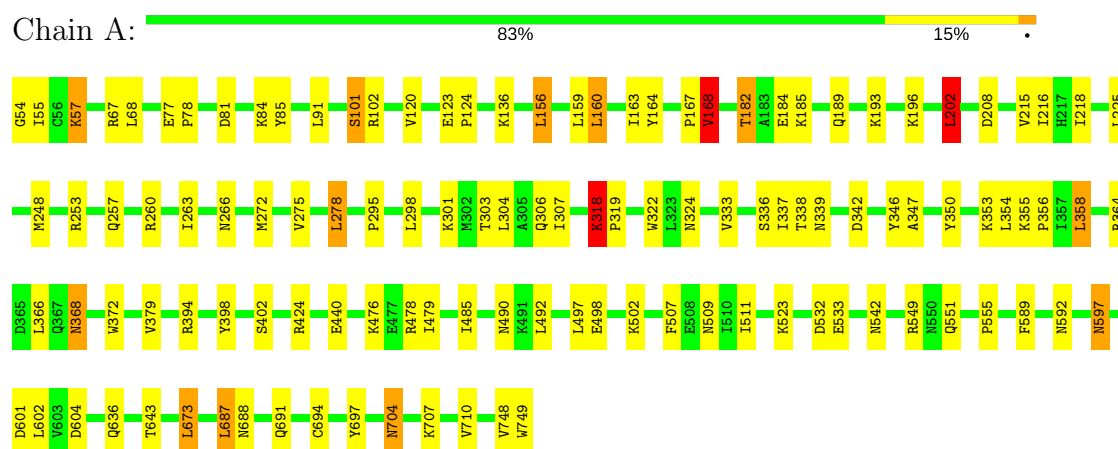 Chain A:
83% 15% •
G54 I55 C56 K57 R67 L68 E77 P78 D81 K84 Y85 L91 S101 R102 V120 E123 P124 K136 L156 L159 L160 I163 Y164 P167 V168 T182 A183 E184 K185 Q189 K193 K196 L202 D208 V215 I216 H217 I218
M248 R253 Q257 R260 I263 N266 M272 V275 L278 P295 L298 K301 M302 T303 L304 A305 Q306 I307 K318 P319 W322 L323 N324 V333 S336 I337 T338 N339 D342 Y346 A347 Y350 K353 L354 K355 P356 I357 L358
D365 L366 Q367 N368 W372 V379 R394 Y398 S402 R424 E440 K476 E477 R478 I479 I485 N490 K491 L492 L497 E498 K502 F507 E508 N509 I510 I511 K523 D532 E533 N542 R549 N550 Q551 P555 F589 N592 N597
D601 L602 V603 D604 Q636 T643 L673 L687 N688 Q691 C694 Y697 N704 K707 V710 V748 W749